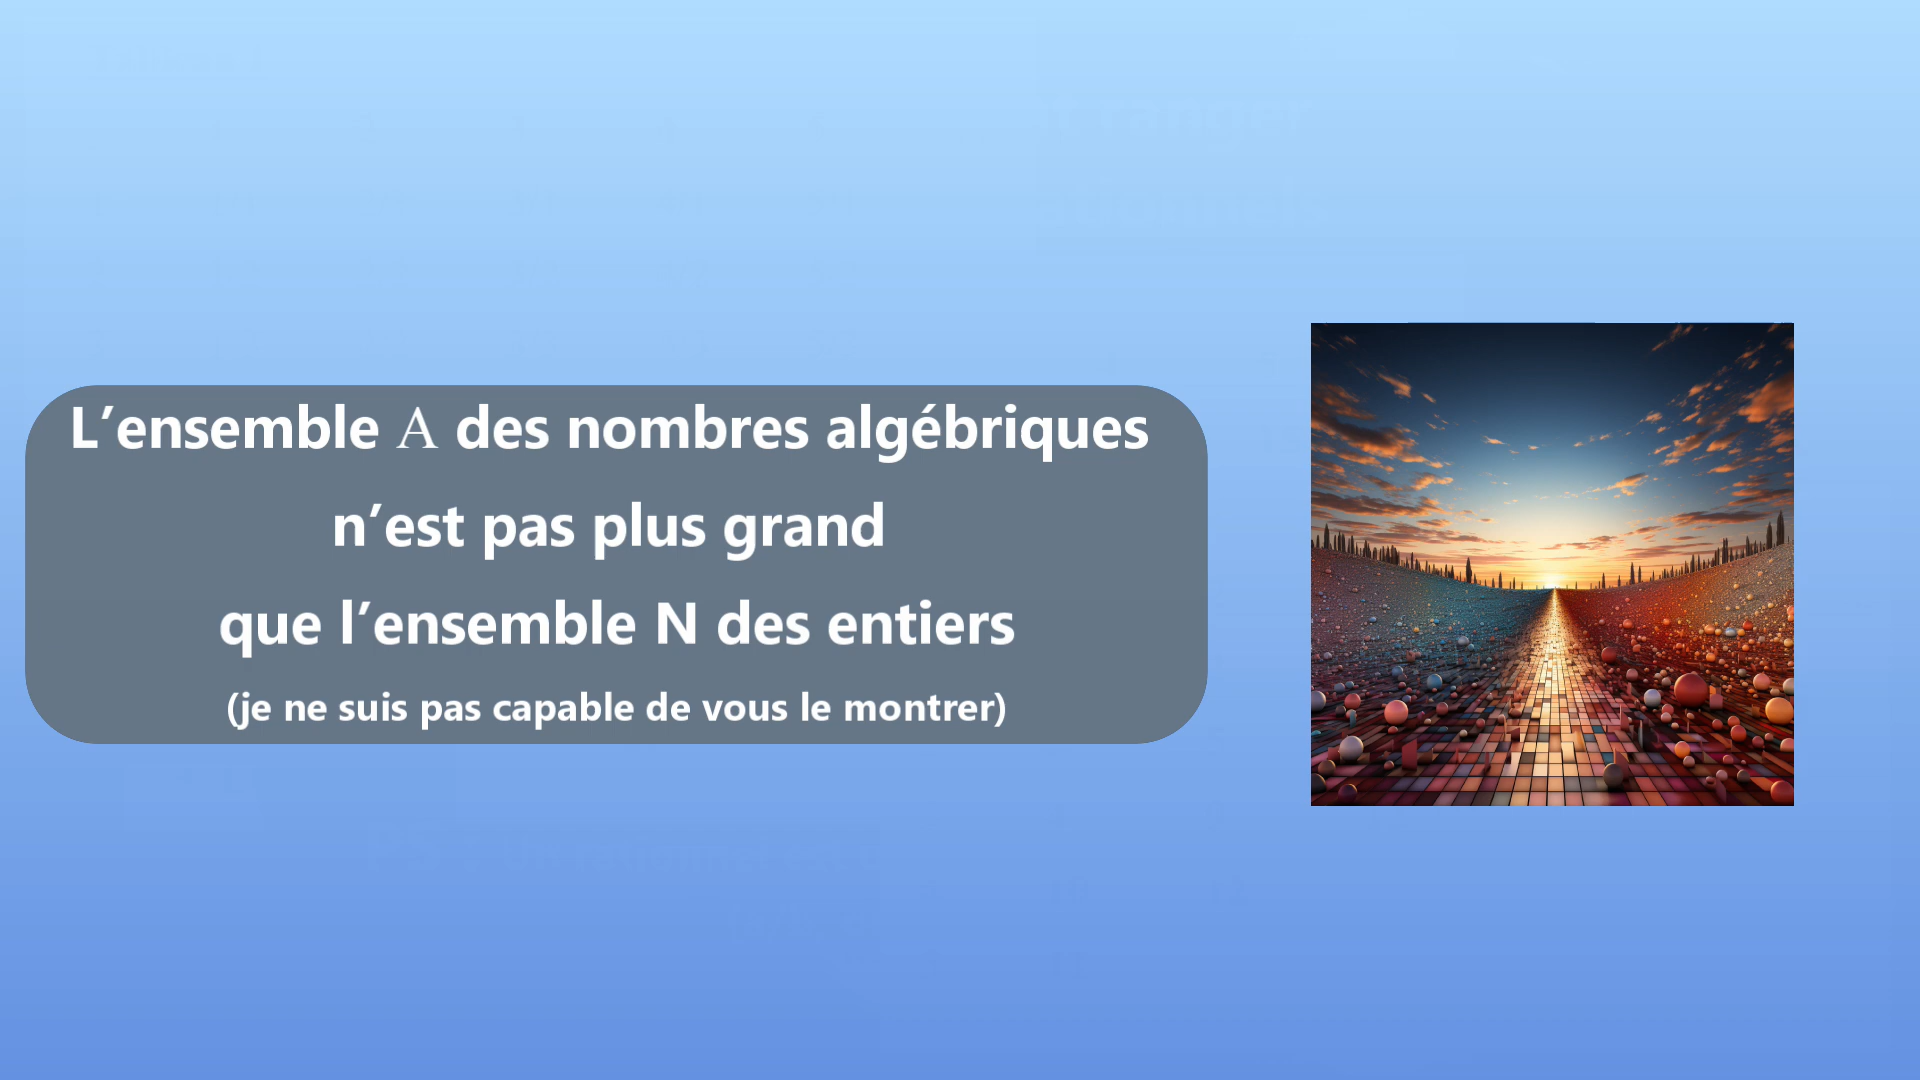 L’ensemble A des nombres algébriques
n’est pas plus grand
que l’ensemble N des entiers
(je ne suis pas capable de vous le montrer)